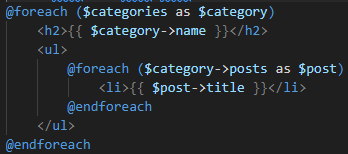 @foreach ($categories as $category)
    <h2>{{ $category->name }}</h2>
    <ul>
        @foreach ($category->posts as $post)
            <li>{{ $post->title }}</li>
        @endforeach
    </ul>
@endforeach